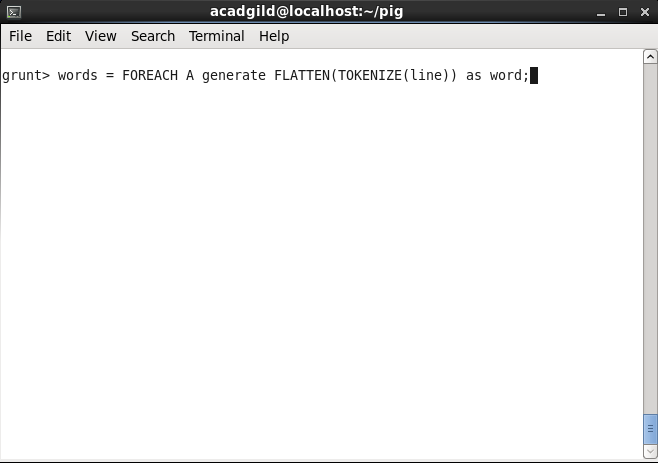 acadgild@localhost:~/pig
File Edit View Search Terminal Help
grunt> words = FOREACH A generate FLATTEN(TOKENIZE(line)) as word;